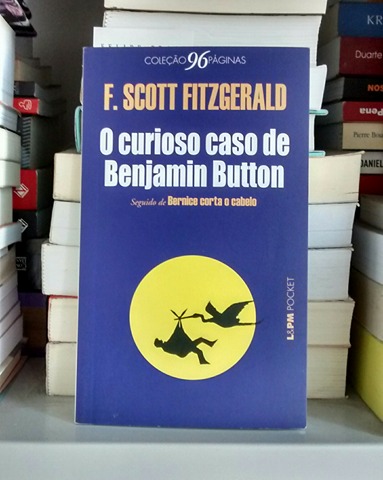 COLEÇÃO 96 PÁGINAS
F. SCOTT FITZGERALD
O curioso caso de
Benjamin Button
Seguido de Bernice corta o cabelo
L&PM POCKET
Duarte
Pena
DANIEL